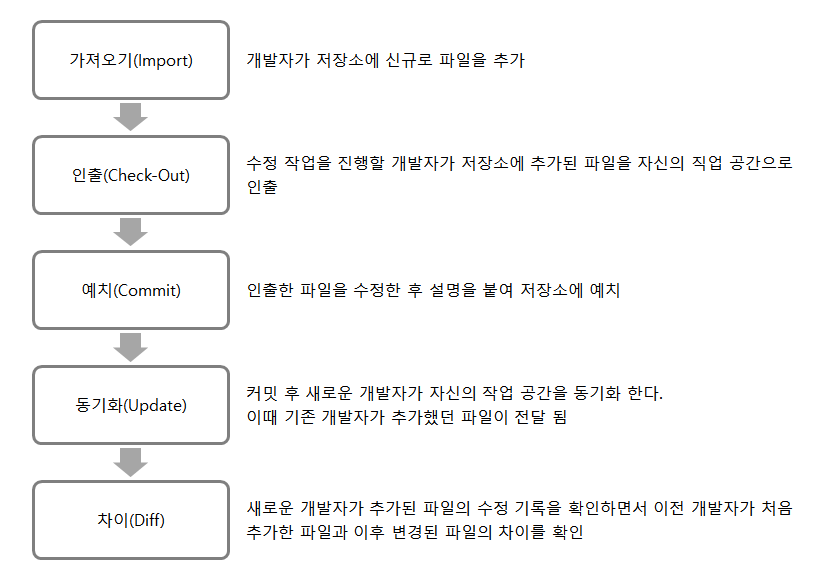 가져오기(Import)
개발자가 저장소에 신규로 파일을 추가
인출(Check-Out)
수정 작업을 진행할 개발자가 저장소에 추가된 파일을 자신의 직업 공간으로
인출
예치(Commit)
인출한 파일을 수정한 후 설명을 붙여 저장소에 예치
동기화(Update)
커밋 후 새로운 개발자가 자신의 작업 공간을 동기화 한다.
이때 기존 개발자가 추가했던 파일이 전달 됨
차이(Diff)
새로운 개발자가 추가된 파일의 수정 기록을 확인하면서 이전 개발자가 처음
추가한 파일과 이후 변경된 파일의 차이를 확인